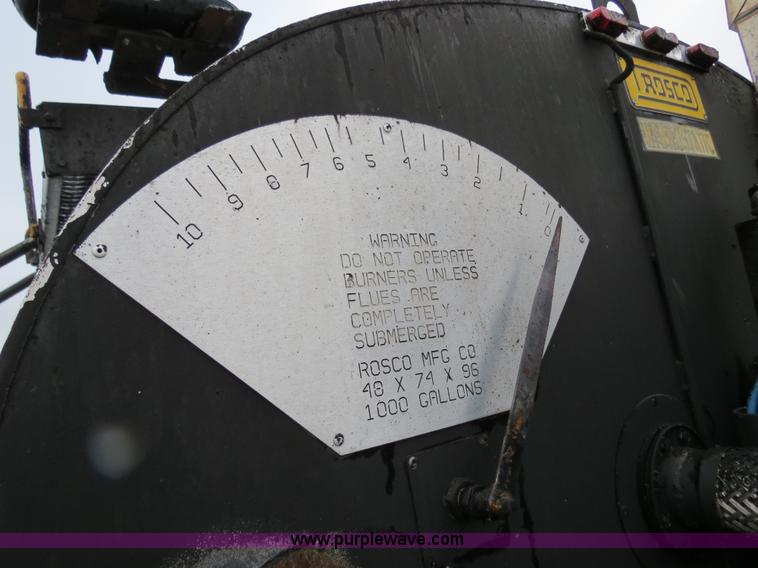 ROSCO
10 9 8 7 6 5 4 3 2 1 0
WARNING
DO NOT OPERATE
BURNERS UNLESS
FLUES ARE
COMPLETELY
SUBMERGED
ROSCO MFG CO
48 X 74 X 96
1000 GALLONS
www.purplewave.com